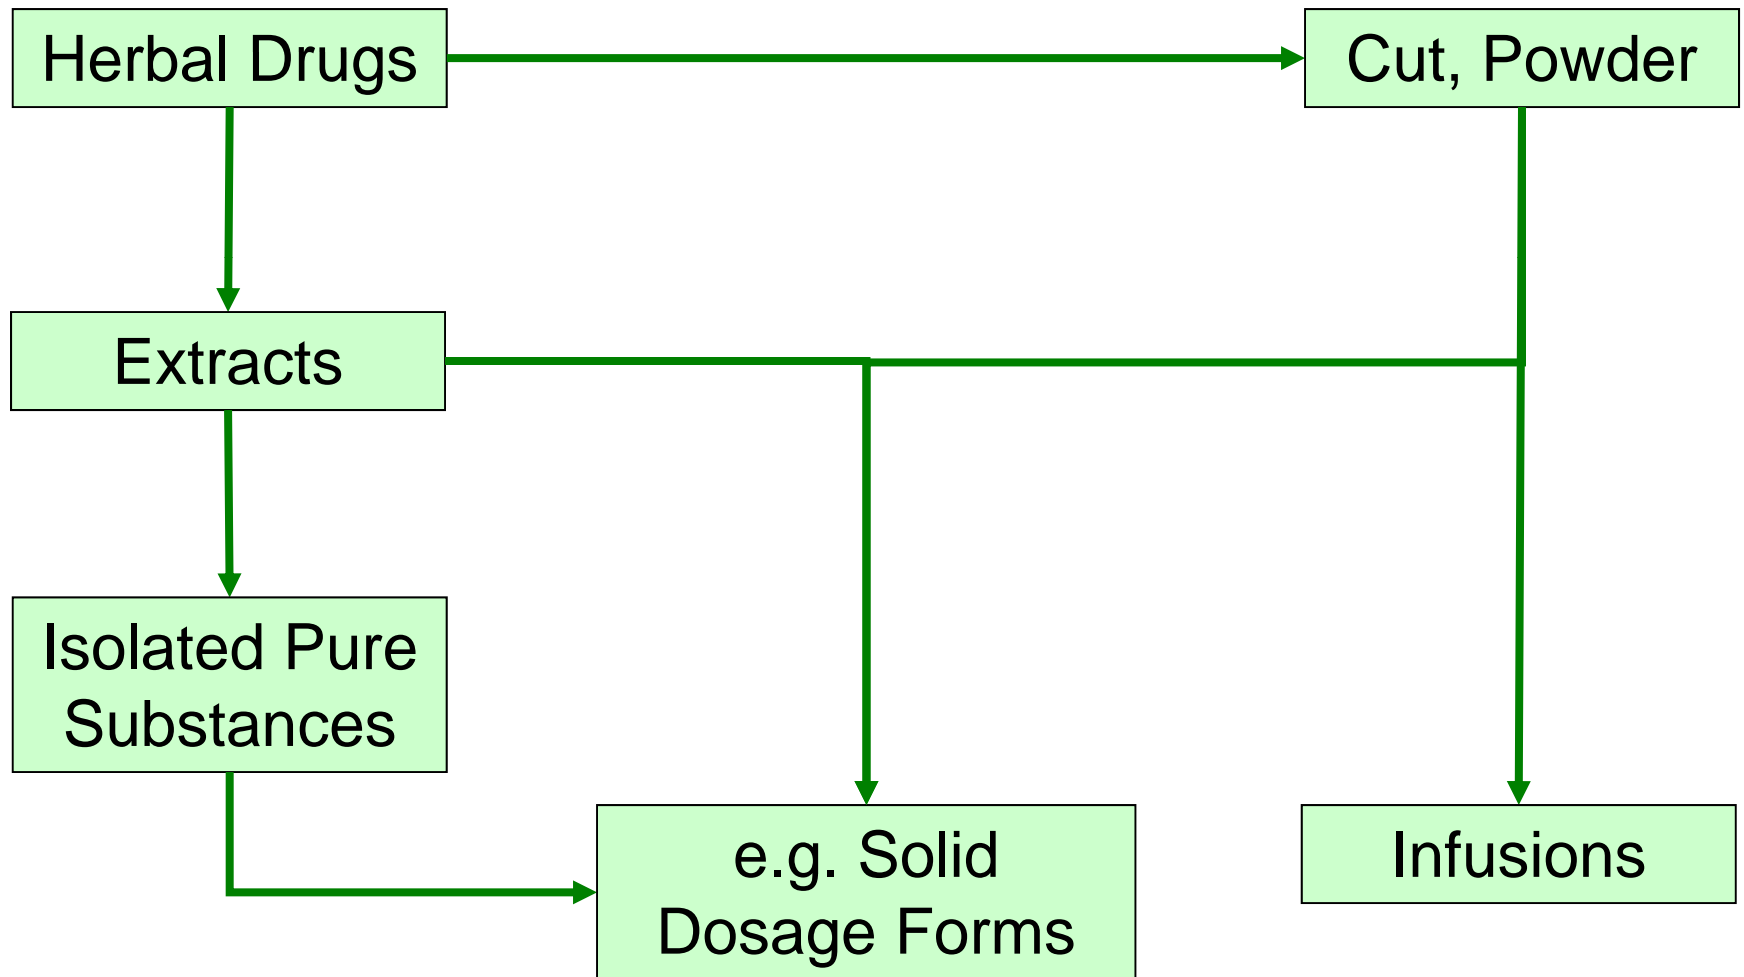 Herbal Drugs
Cut, Powder
Extracts
Isolated Pure
Substances
e.g. Solid
Dosage Forms
Infusions